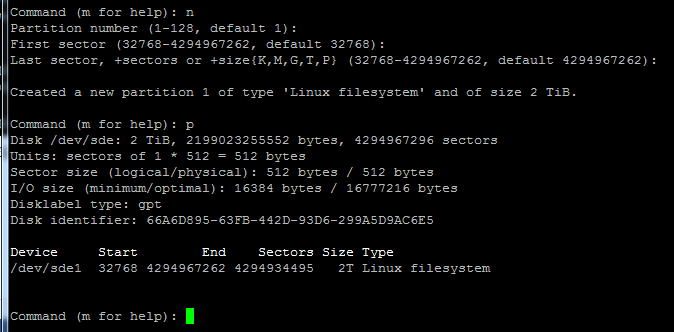 Command (m for help): n
Partition number (1-128, default 1):
First sector (32768-4294967262, default 32768):
Last sector, +sectors or +size{K,M,G,T,P} (32768-4294967262, default 4294967262):
Created a new partition 1 of type 'Linux filesystem' and of size 2 TiB.
Command (m for help): p
Disk /dev/sde: 2 TiB, 2199023255552 bytes, 4294967296 sectors
Units: sectors of 1 * 512 = 512 bytes
Sector size (logical/physical): 512 bytes / 512 bytes
I/O size (minimum/optimal): 16384 bytes / 16777216 bytes
Disklabel type: gpt
Disk identifier: 66A6D895-63FB-442D-93D6-299A5D9AC6E5
Device Start End Sectors Size Type
/dev/sde1 32768 4294967262 4294934495 2T Linux filesystem
Command (m for help):